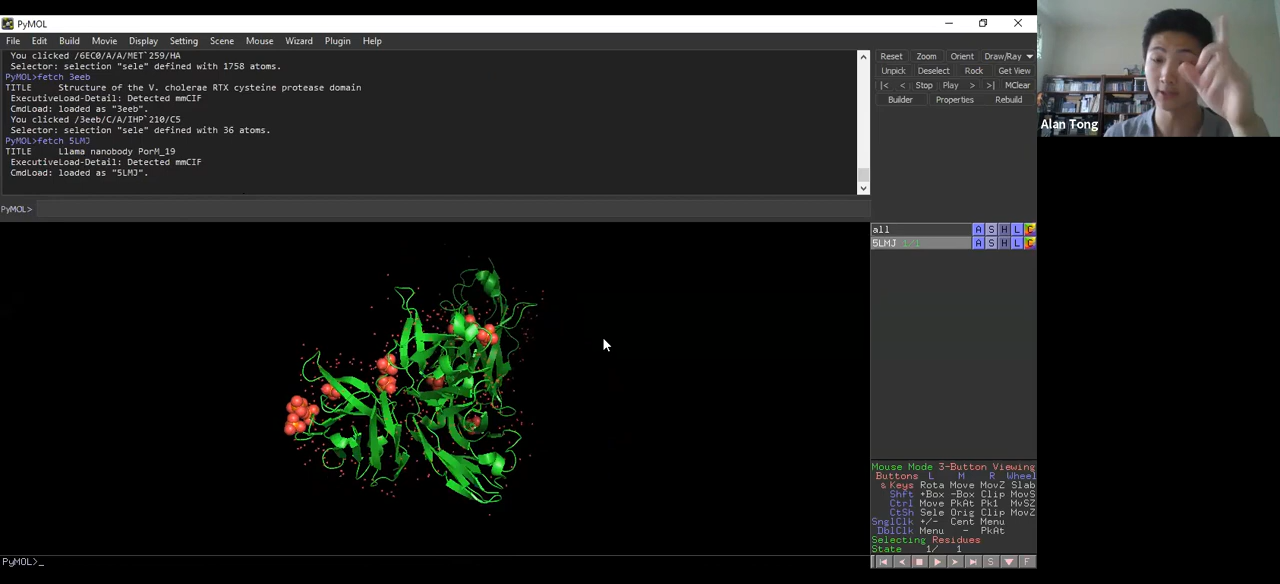 PyMOL
File Edit Build Movie Display Setting Scene Mouse Wizard Plugin Help
You clicked /6EC0/A/A/MET`259/HA
Selector: selection "sele" defined with 1758 atoms.
PyMOL>fetch 3eeb
TITLE Structure of the V. cholerae RTX cysteine protease domain
ExecutiveLoad-Detail: Detected mmCIF
CmdLoad: loaded as "3eeb".
You clicked /3eeb/C/A/IHP`210/C5
Selector: selection "sele" defined with 36 atoms.
PyMOL>fetch 5LMJ
TITLE Llama nanobody PorM_19
ExecutiveLoad-Detail: Detected mmCIF
CmdLoad: loaded as "5LMJ".
PyMOL>
Reset Zoom Orient Draw/Ray
Unpick Deselect Rock Get View
|< < Stop Play > >| MClear
Builder Properties Rebuild
Alan Tong
all A S H L C
5LMJ 1/1 A S H L C
Mouse Mode 3-Button Viewing
Buttons L M R Wheel
& Keys Rota Move MovZ Slab
Shft +Box -Box Clip MovS
Ctrl Move PkAt Pk1 MvSZ
CtSh Sele Orig Clip MovZ
SnglClk +/- Cent Menu
DblClk Menu - PkAt
Selecting Residues
State 1/ 1
PyMOL>_
S F